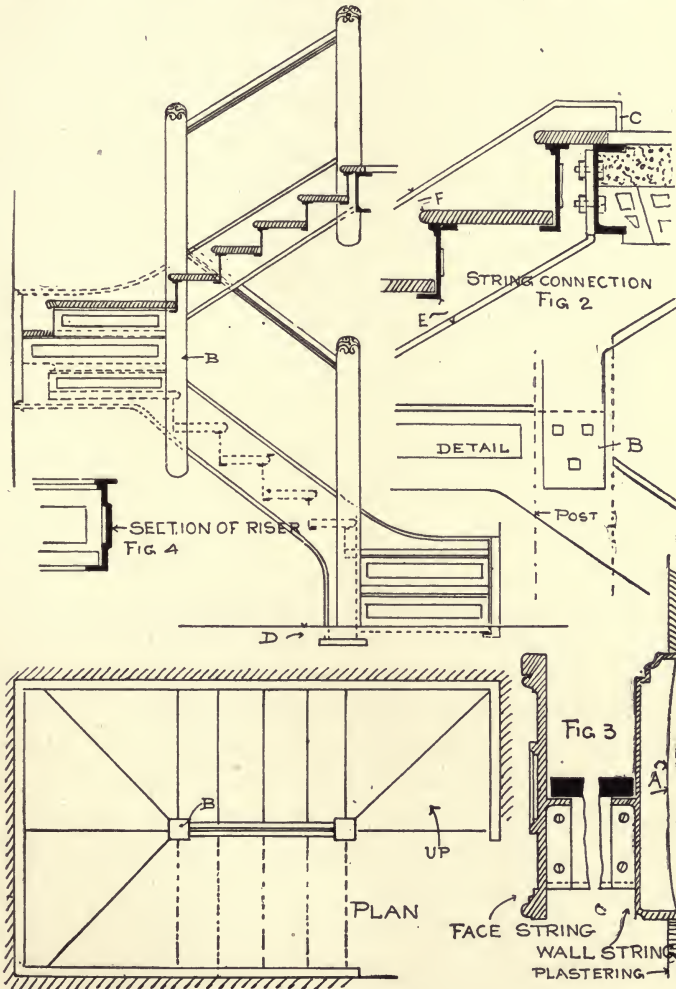 C
F
STRING CONNECTION
FIG 2
E
B
DETAIL
B
POST
SECTION OF RISER
FIG 4
D
FIG 3
A
B
UP
PLAN
FACE STRING
WALL STRING
PLASTERING